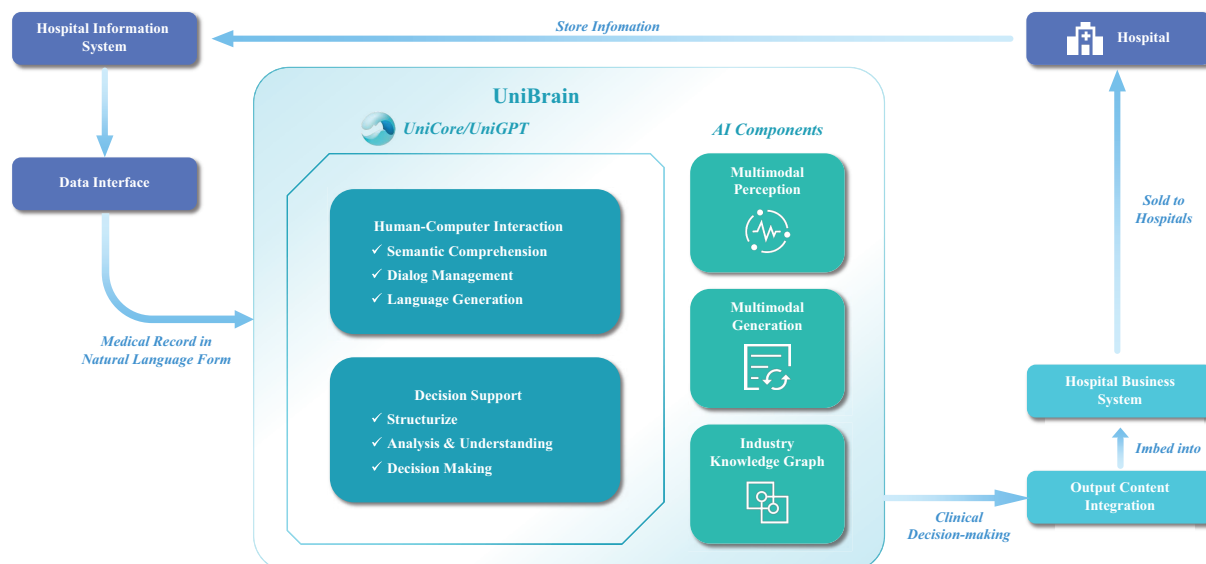 Hospital Information
System
Store Infomation
Hospital
Data Interface
Medical Record in
Natural Language Form
UniBrain
UniCore/UniGPT
Human-Computer Interaction
✓ Semantic Comprehension
✓ Dialog Management
✓ Language Generation
Decision Support
✓ Structurize
✓ Analysis & Understanding
✓ Decision Making
AI Components
Multimodal
Perception
Multimodal
Generation
Industry
Knowledge Graph
Clinical
Decision-making
Output Content
Integration
Imbed into
Hospital Business
System
Sold to
Hospitals